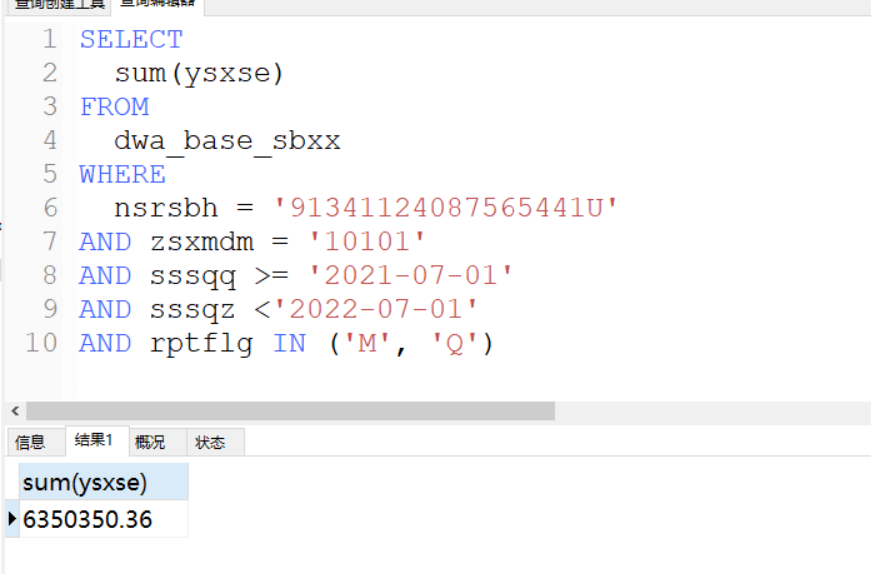 查询创建工具 查询编辑器
1 SELECT
2 sum(ysxse)
3 FROM
4 dwa_base_sbxx
5 WHERE
6 nsrsbh = '91341124087565441U'
7 AND zsxmdm = '10101'
8 AND sssqq >= '2021-07-01'
9 AND sssqz <'2022-07-01'
10 AND rptflg IN ('M', 'Q')
信息 结果1 概况 状态
sum(ysxse)
6350350.36